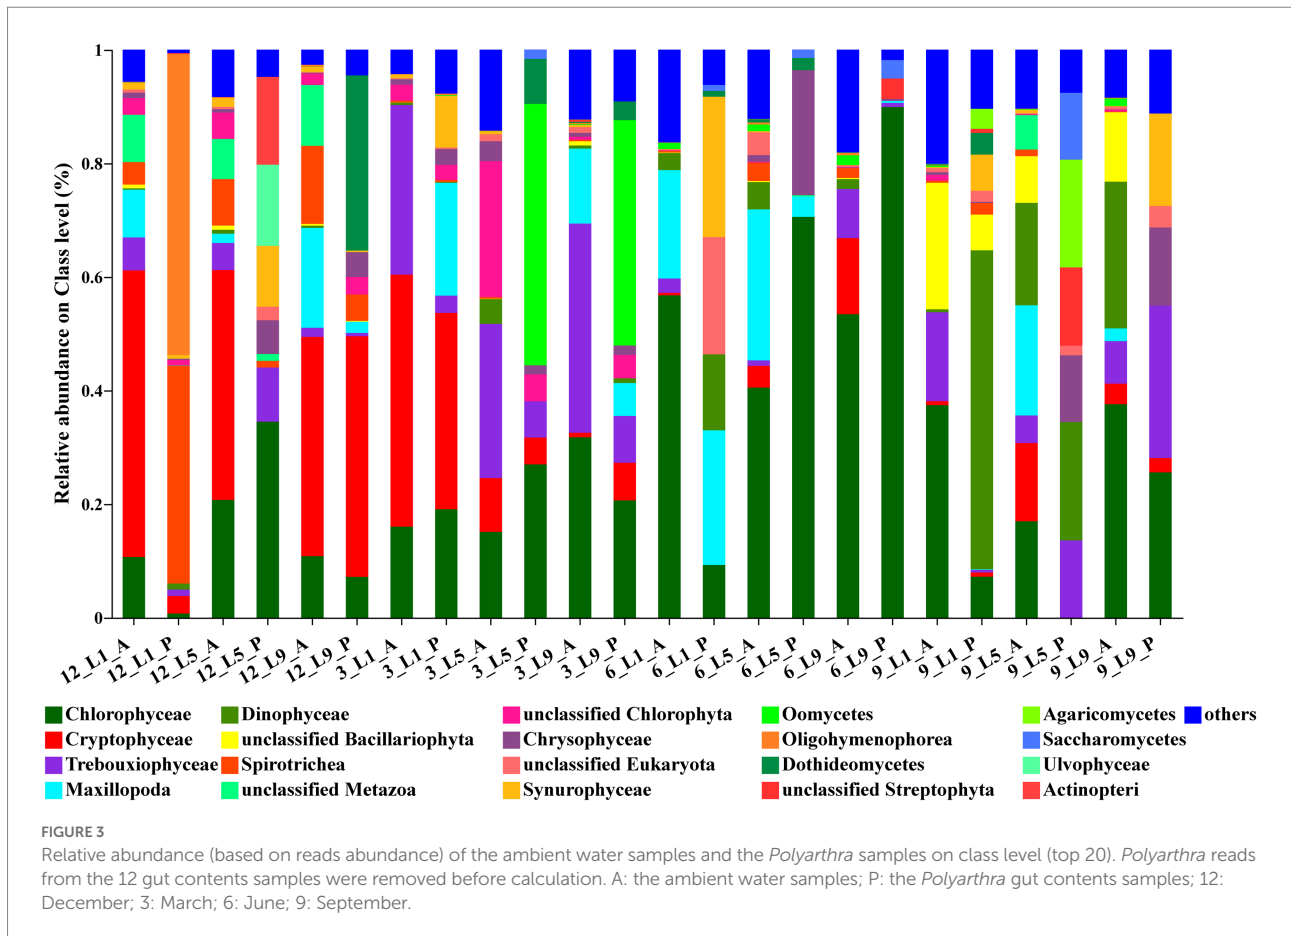 Relative abundance on Class level (%)
1
0.8
0.6
0.4
0.2
0
12_L1_A
12_L1_P
12_L5_A
12_L5_P
12_L9_A
12_L9_P
3_L1_A
3_L1_P
3_L5_A
3_L5_P
3_L9_A
3_L9_P
6_L1_A
6_L1_P
6_L5_A
6_L5_P
6_L9_A
6_L9_P
9_L1_A
9_L1_P
9_L5_A
9_L5_P
9_L9_A
9_L9_P
Chlorophyceae Dinophyceae unclassified Chlorophyta Oomycetes Agaricomycetes others
Cryptophyceae unclassified Bacillariophyta Chrysophyceae Oligohymenophorea Saccharomycetes
Trebouxiophyceae Spirotrichea unclassified Eukaryota Dothideomycetes Ulvophyceae
Maxillopoda unclassified Metazoa Synurophyceae unclassified Streptophyta Actinopteri
FIGURE 3
Relative abundance (based on reads abundance) of the ambient water samples and the Polyarthra samples on class level (top 20). Polyarthra reads
from the 12 gut contents samples were removed before calculation. A: the ambient water samples; P: the Polyarthra gut contents samples; 12:
December; 3: March; 6: June; 9: September.